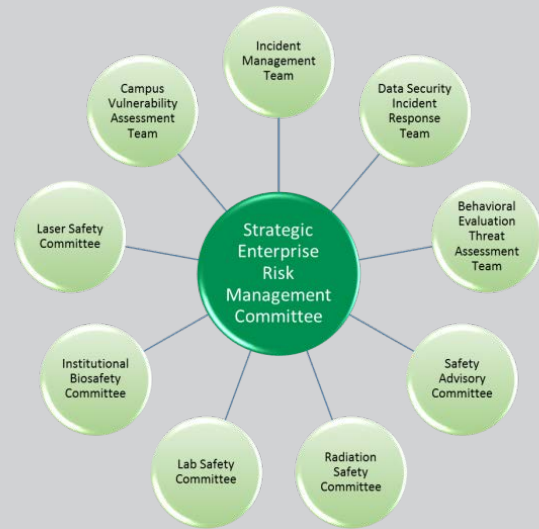 Incident
Management
Team
Data Security
Incident
Response
Team
Behavioral
Evaluation
Threat
Assessment
Team
Safety
Advisory
Committee
Radiation
Safety
Committee
Lab Safety
Committee
Institutional
Biosafety
Committee
Laser Safety
Committee
Campus
Vulnerability
Assessment
Team
Strategic
Enterprise
Risk
Management
Committee